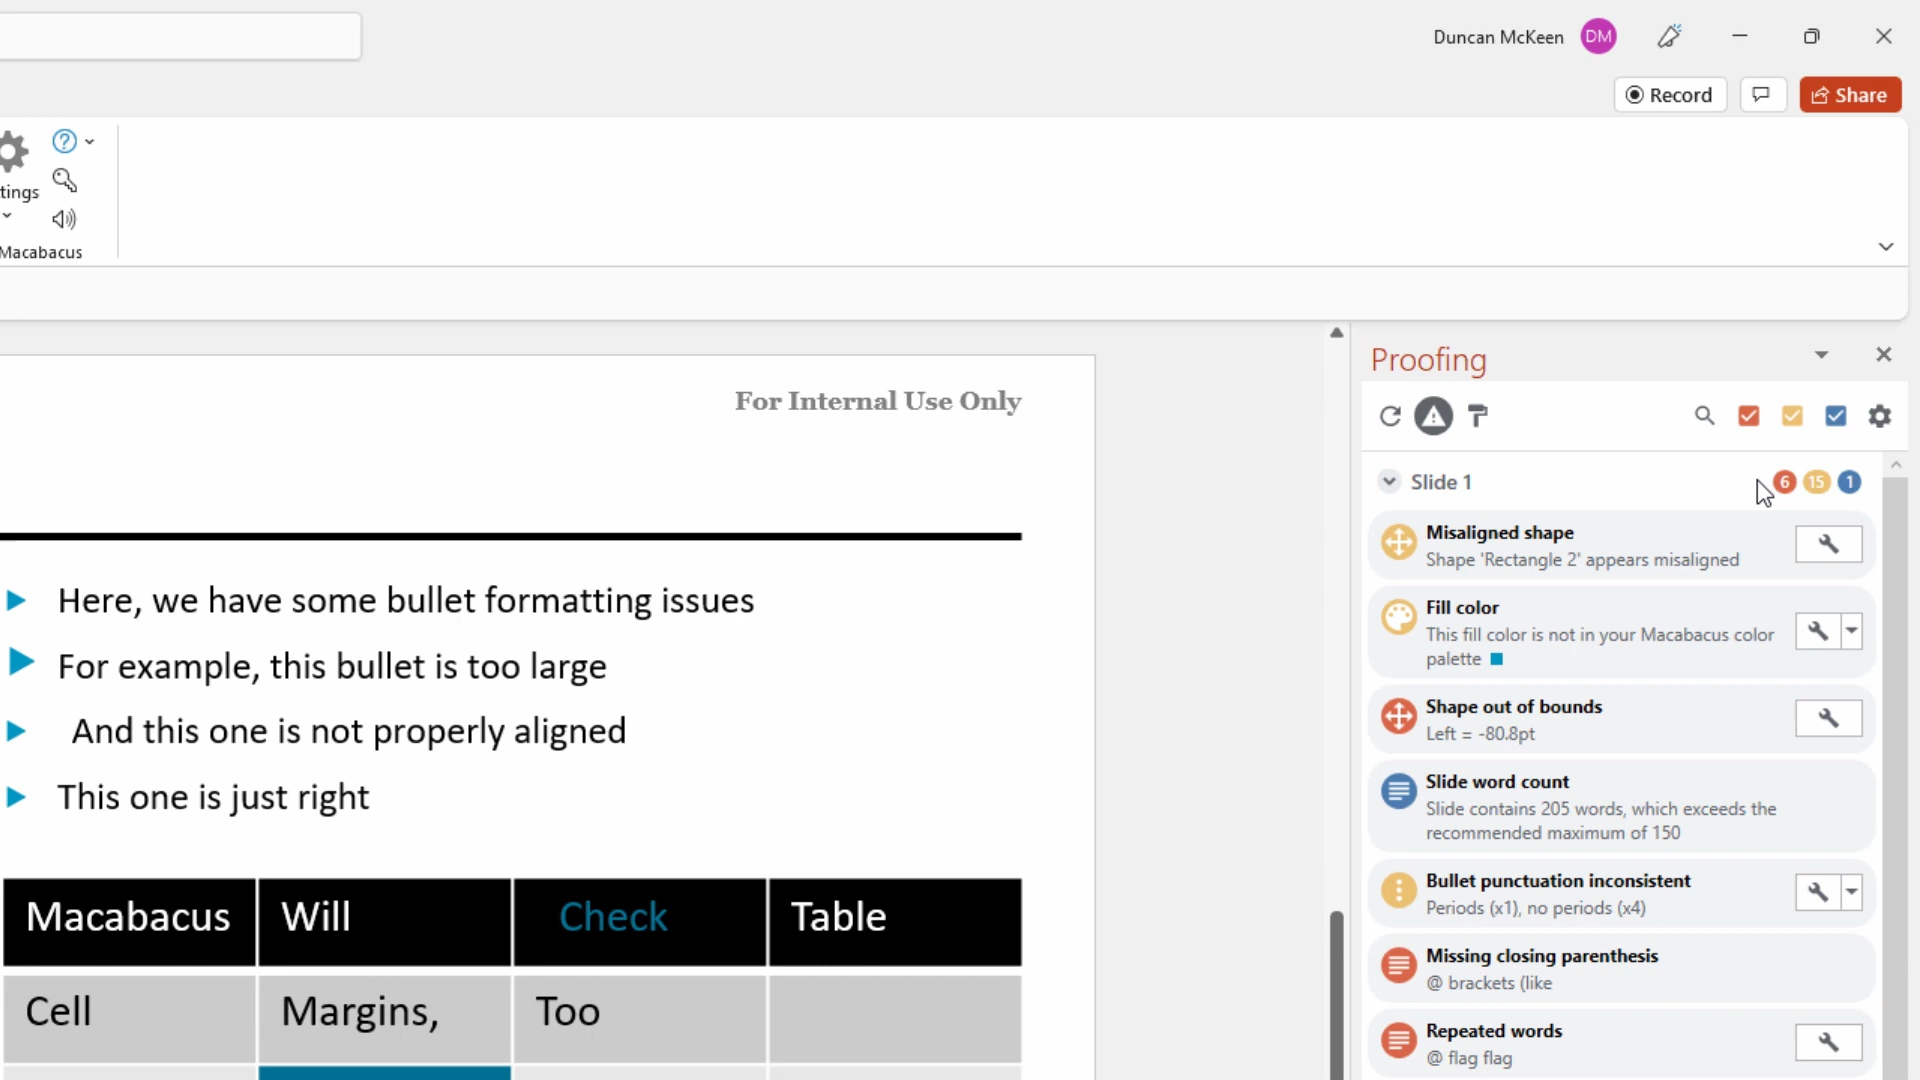 Duncan McKeen
DM
Record
Share
tings
Macabacus
Proofing
For Internal Use Only
Slide 1
6
15
1
Misaligned shape
Shape 'Rectangle 2' appears misaligned
Fill color
This fill color is not in your Macabacus color
palette
Shape out of bounds
Left = -80.8pt
Slide word count
Slide contains 205 words, which exceeds the
recommended maximum of 150
Bullet punctuation inconsistent
Periods (x1), no periods (x4)
Missing closing parenthesis
@ brackets (like
Repeated words
@ flag flag
Here, we have some bullet formatting issues
For example, this bullet is too large
And this one is not properly aligned
This one is just right
Macabacus Will Check Table
Cell Margins, Too